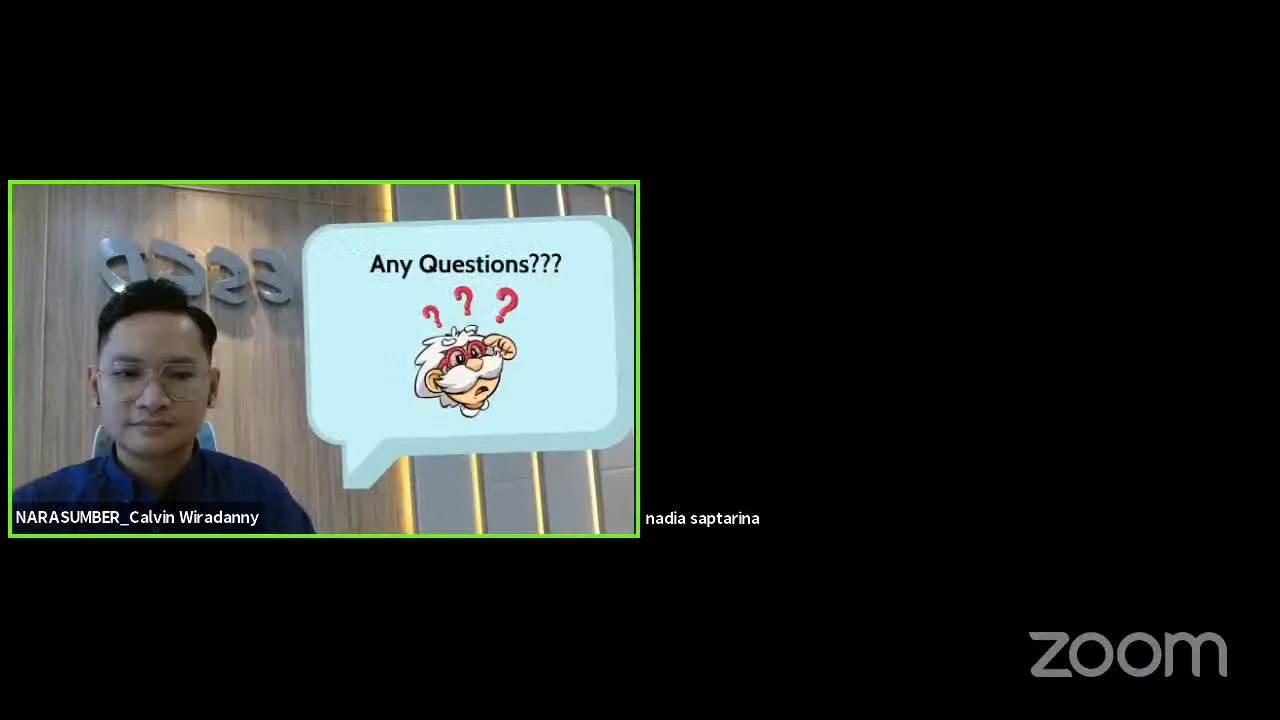 Any Questions???
? ? ?
NARASUMBER_Calvin Wiradanny
nadia saptarina
zoom